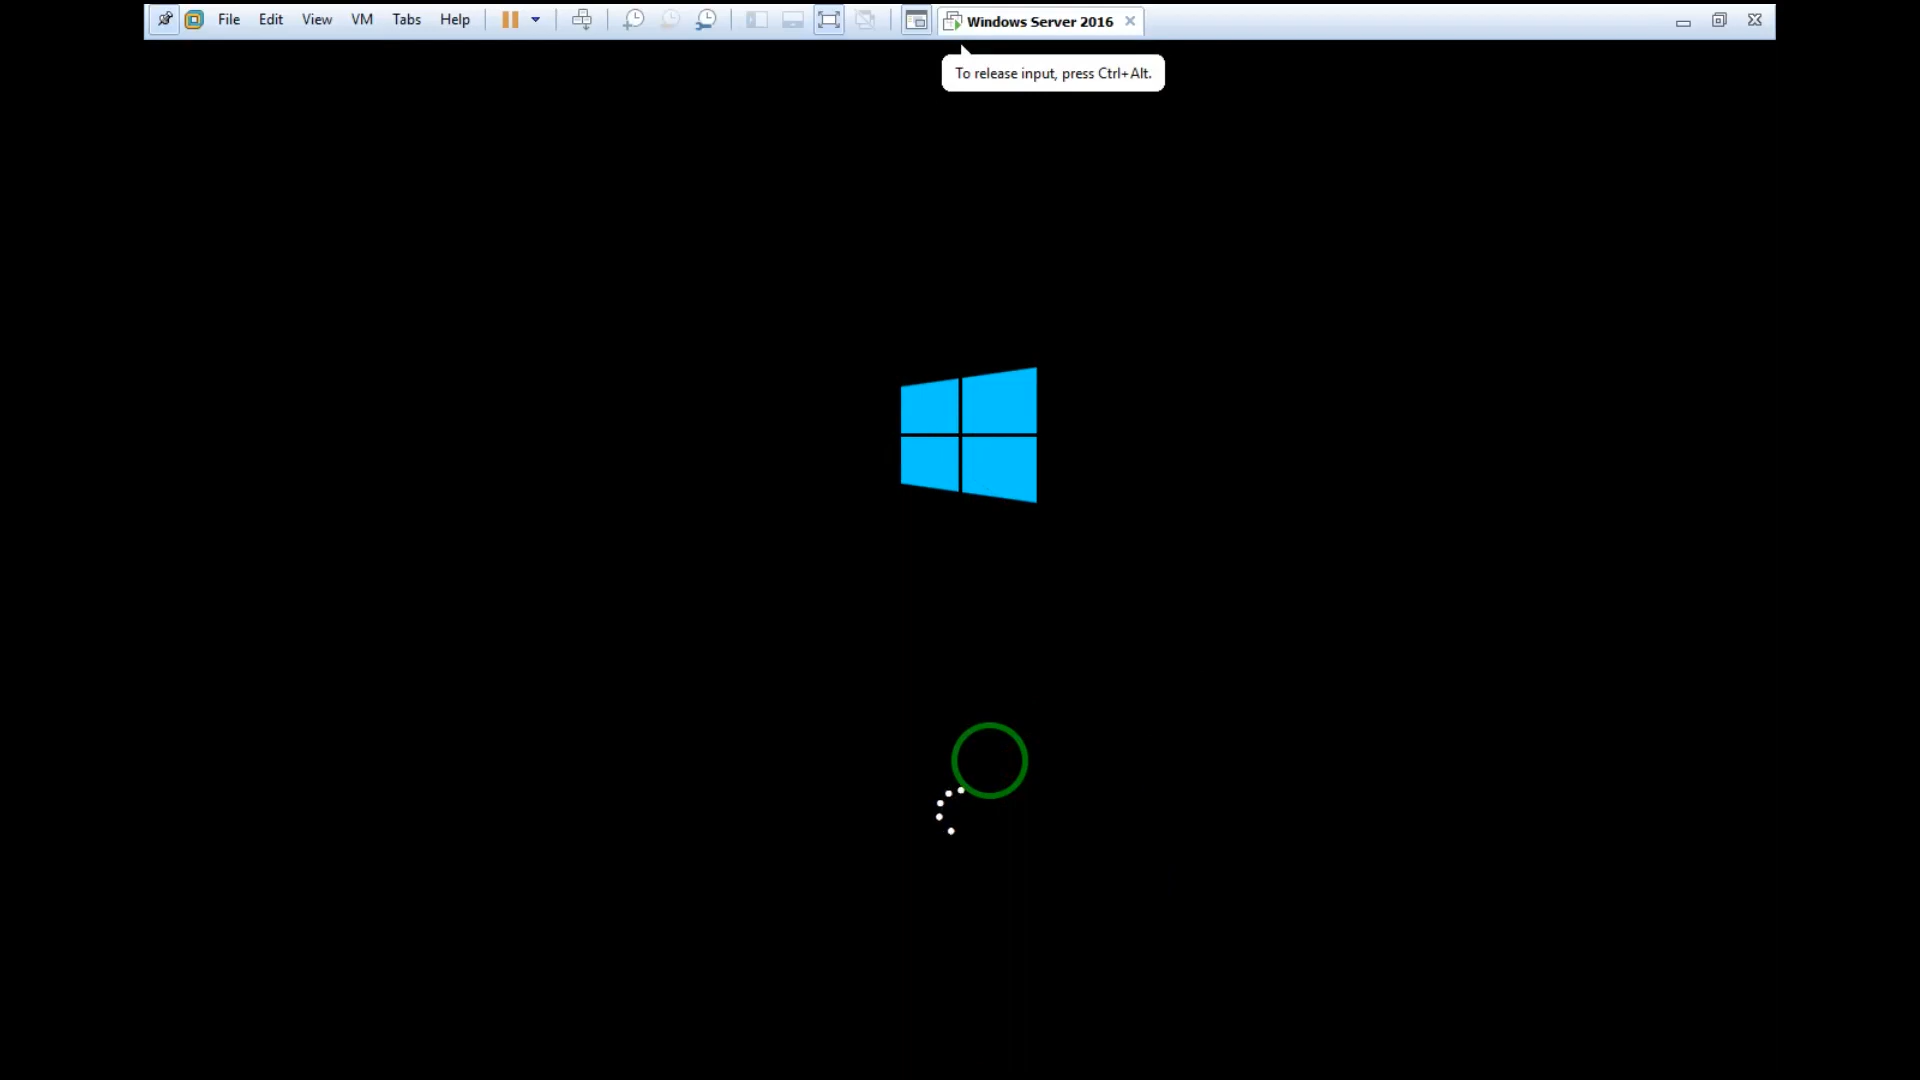 File Edit View VM Tabs Help Windows Server 2016
To release input, press Ctrl+Alt.